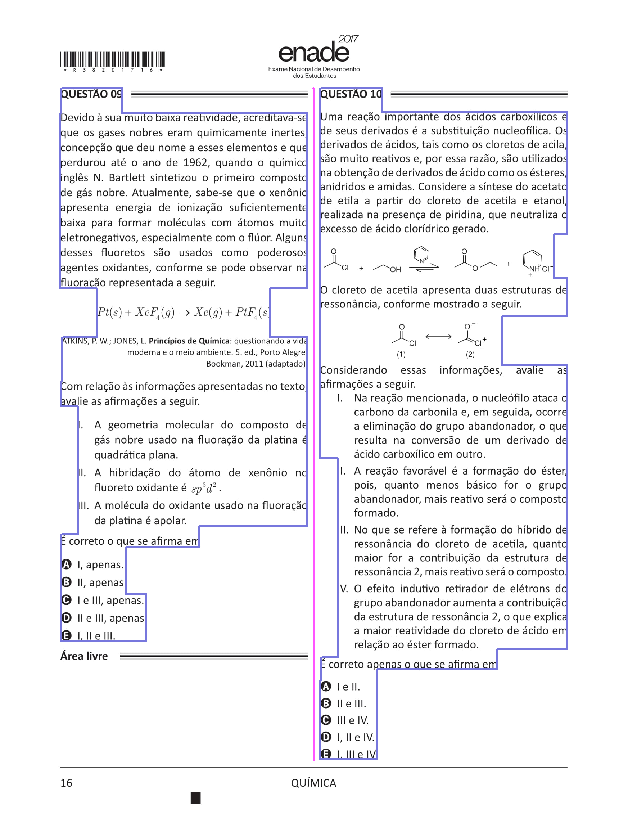 *R3820171 6*
enade 2017
Exame Nacional de Desempenho
dos Estudantes
QUESTÃO 09
Devido à sua muito baixa reatividade, acreditava-se
que os gases nobres eram quimicamente inertes,
concepção que deu nome a esses elementos e que
perdurou até o ano de 1962, quando o químico
inglês N. Bartlett sintetizou o primeiro composto
de gás nobre. Atualmente, sabe-se que o xenônio
apresenta energia de ionização suficientemente
baixa para formar moléculas com átomos muito
eletronegativos, especialmente com o flúor. Alguns
desses fluoretos são usados como poderosos
agentes oxidantes, conforme se pode observar na
fluoração representada a seguir.
Pt(s) + XeF4(g) → Xe(g) + PtF4(s)
ATKINS, P. W.; JONES, L. Princípios de Química: questionando a vida
moderna e o meio ambiente. 5. ed., Porto Alegre:
Bookman, 2011 (adaptado).
Com relação às informações apresentadas no texto,
avalie as afirmações a seguir.
I. A geometria molecular do composto de
gás nobre usado na fluoração da platina é
quadrática plana.
II. A hibridação do átomo de xenônio no
fluoreto oxidante é sp3d2.
III. A molécula do oxidante usado na fluoração
da platina é apolar.
É correto o que se afirma em
A I, apenas.
B II, apenas.
C I e III, apenas.
D II e III, apenas.
E I, II e III.
Área livre
QUESTÃO 10
Uma reação importante dos ácidos carboxílicos e
de seus derivados é a substituição nucleofílica. Os
derivados de ácidos, tais como os cloretos de acila,
são muito reativos e, por essa razão, são utilizados
na obtenção de derivados de ácido como os ésteres,
anidridos e amidas. Considere a síntese do acetato
de etila a partir do cloreto de acetila e etanol,
realizada na presença de piridina, que neutraliza o
excesso de ácido clorídrico gerado.
O Cl + OH N O O + NH+ Cl-
O cloreto de acetila apresenta duas estruturas de
ressonância, conforme mostrado a seguir.
O Cl O- Cl+
(1) (2)
Considerando essas informações, avalie as
afirmações a seguir.
I. Na reação mencionada, o nucleófilo ataca o
carbono da carbonila e, em seguida, ocorre
a eliminação do grupo abandonador, o que
resulta na conversão de um derivado de
ácido carboxílico em outro.
I. A reação favorável é a formação do éster,
pois, quanto menos básico for o grupo
abandonador, mais reativo será o composto
formado.
II. No que se refere à formação do híbrido de
ressonância do cloreto de acetila, quanto
maior for a contribuição da estrutura de
ressonância 2, mais reativo será o composto.
V. O efeito indutivo retirador de elétrons do
grupo abandonador aumenta a contribuição
da estrutura de ressonância 2, o que explica
a maior reatividade do cloreto de ácido em
relação ao éster formado.
É correto apenas o que se afirma em
A I e II.
B II e III.
C III e IV.
D I, II e IV.
E I, III e IV.
16
QUÍMICA